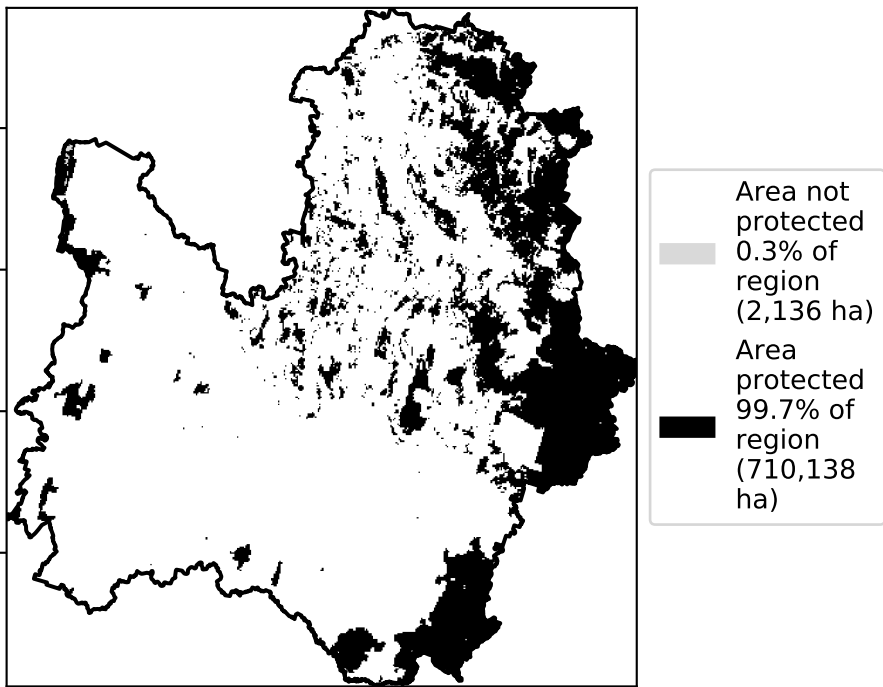 Area not
protected
0.3% of
region
(2,136 ha)
Area
protected
99.7% of
region
(710,138
ha)